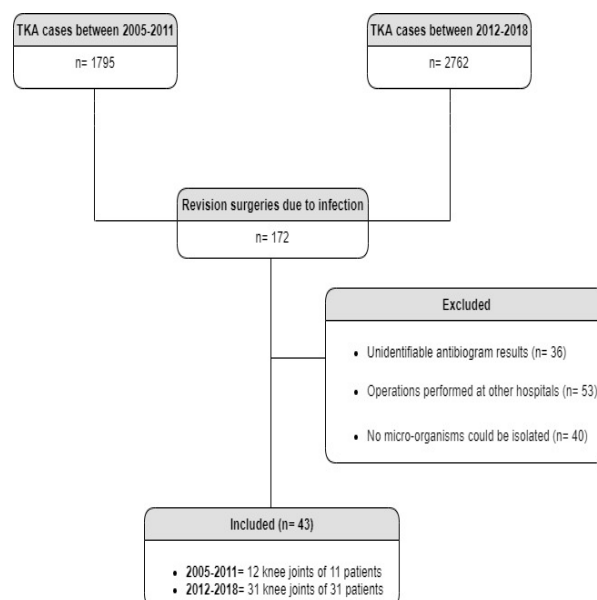 TKA cases between 2005-2011
n= 1795
TKA cases between 2012-2018
n= 2762
Revision surgeries due to infection
n= 172
Excluded
• Unidentifiable antibiogram results (n= 36)
• Operations performed at other hospitals (n= 53)
• No micro-organisms could be isolated (n= 40)
Included (n= 43)
• 2005-2011= 12 knee joints of 11 patients
• 2012-2018= 31 knee joints of 31 patients